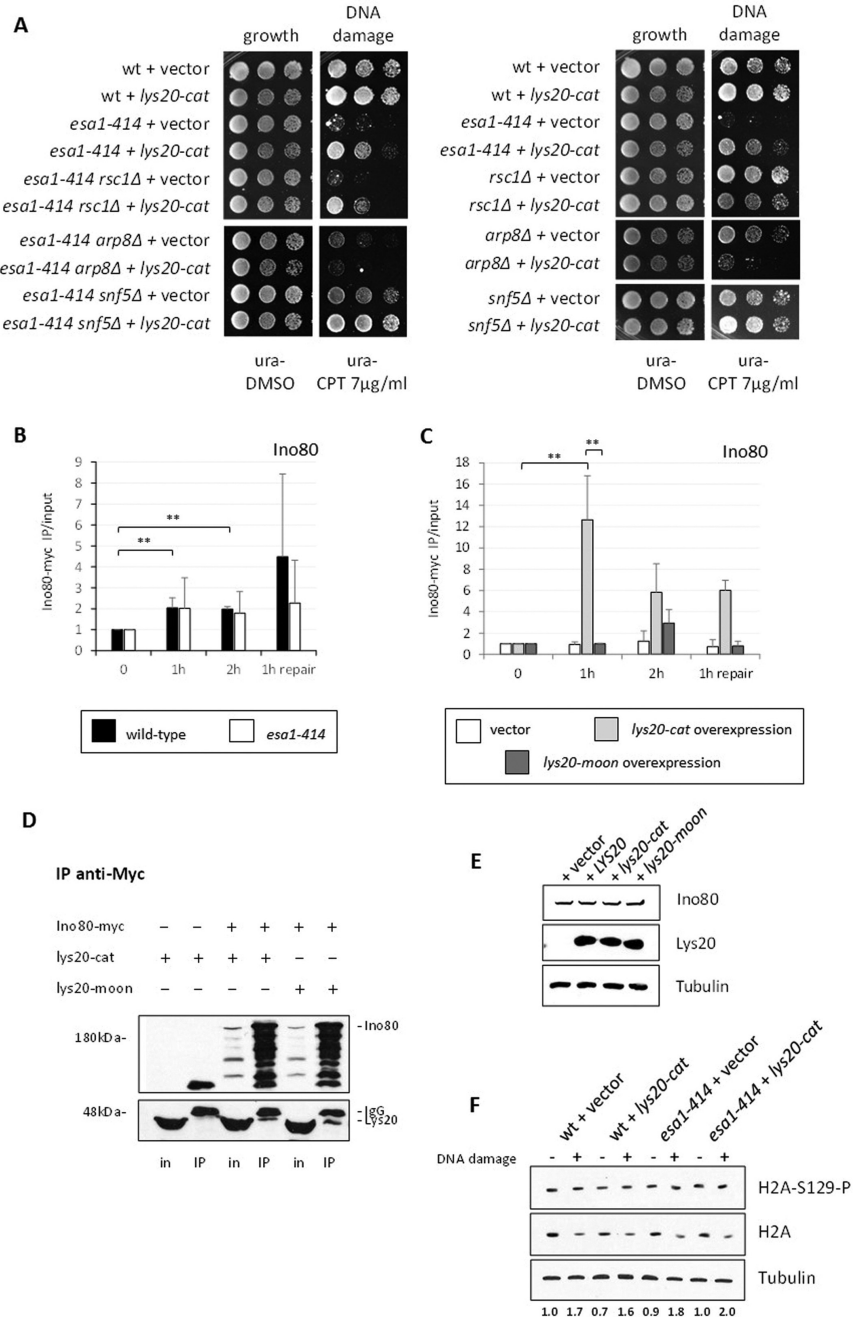 A
growth
DNA
damage
wt + vector
wt + lys20-cat
esa1-414 + vector
esa1-414 + lys20-cat
esa1-414 rsc1Δ + vector
esa1-414 rsc1Δ + lys20-cat
esa1-414 arp8Δ + vector
esa1-414 arp8Δ + lys20-cat
esa1-414 snf5Δ + vector
esa1-414 snf5Δ + lys20-cat
ura-
DMSO
ura-
CPT 7µg/ml
growth
DNA
damage
wt + vector
wt + lys20-cat
esa1-414 + vector
esa1-414 + lys20-cat
rsc1Δ + vector
rsc1Δ + lys20-cat
arp8Δ + vector
arp8Δ + lys20-cat
snf5Δ + vector
snf5Δ + lys20-cat
ura-
DMSO
ura-
CPT 7µg/ml
B
Ino80
Ino80-myc IP/input
9
8
7
6
5
4
3
2
1
0
** **
0 1h 2h 1h repair
wild-type esa1-414
C
Ino80
Ino80-myc IP/input
18
16
14
12
10
8
6
4
2
0
** **
0 1h 2h 1h repair
vector lys20-cat overexpression
lys20-moon overexpression
D
IP anti-Myc
Ino80-myc – – + + + +
lys20-cat + + + + – –
lys20-moon – – – – + +
180kDa-
-Ino80
48kDa-
IgG
-Lys20
in IP in IP in IP
E
+ vector
+ LYS20
+ lys20-cat
+ lys20-moon
Ino80
Lys20
Tubulin
F
wt + vector
wt + lys20-cat
esa1-414 + vector
esa1-414 + lys20-cat
DNA damage - + - + - + - +
H2A-S129-P
H2A
Tubulin
1.0 1.7 0.7 1.6 0.9 1.8 1.0 2.0